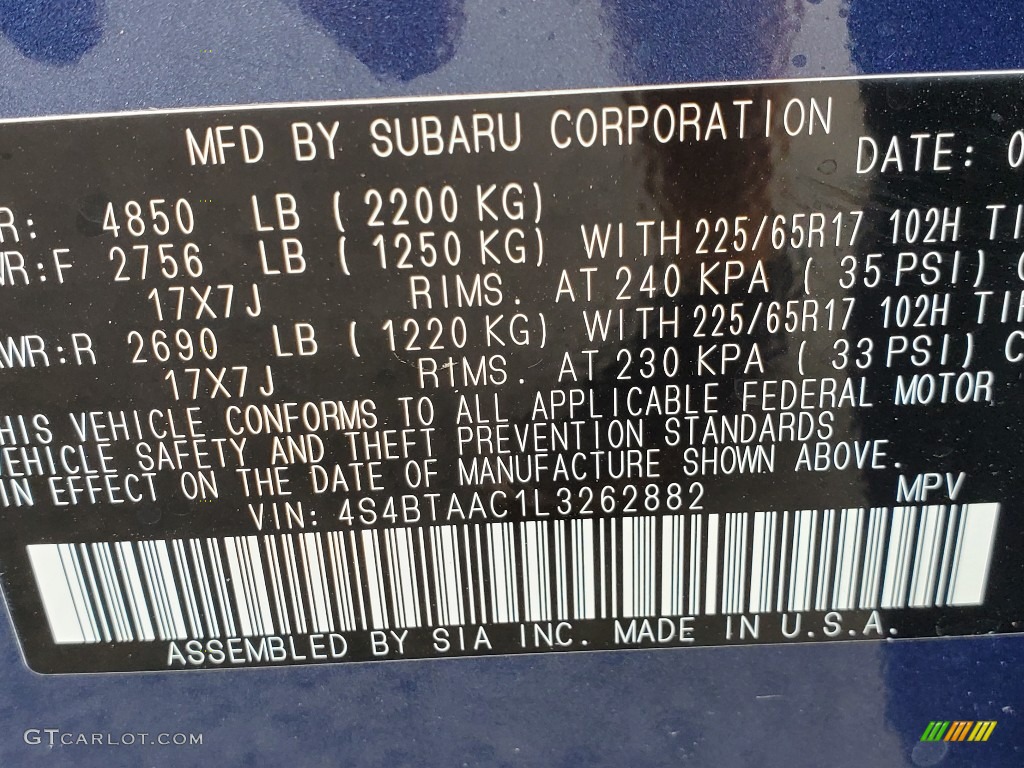 MFD BY SUBARU CORPORATION
DATE: 0
R: 4850 LB ( 2200 KG)
WR:F 2756 LB ( 1250 KG) WITH 225/65R17 102H TI
17X7J RIMS. AT 240 KPA ( 35 PSI) C
AWR:R 2690 LB ( 1220 KG) WITH 225/65R17 102H TIR
17X7J RIMS. AT 230 KPA ( 33 PSI) C
HIS VEHICLE CONFORMS TO ALL APPLICABLE FEDERAL MOTOR
EHICLE SAFETY AND THEFT PREVENTION STANDARDS
IN EFFECT ON THE DATE OF MANUFACTURE SHOWN ABOVE.
VIN: 4S4BTAAC1L3262882 MPV
ASSEMBLED BY SIA INC. MADE IN U.S.A.
GTCARLOT.COM